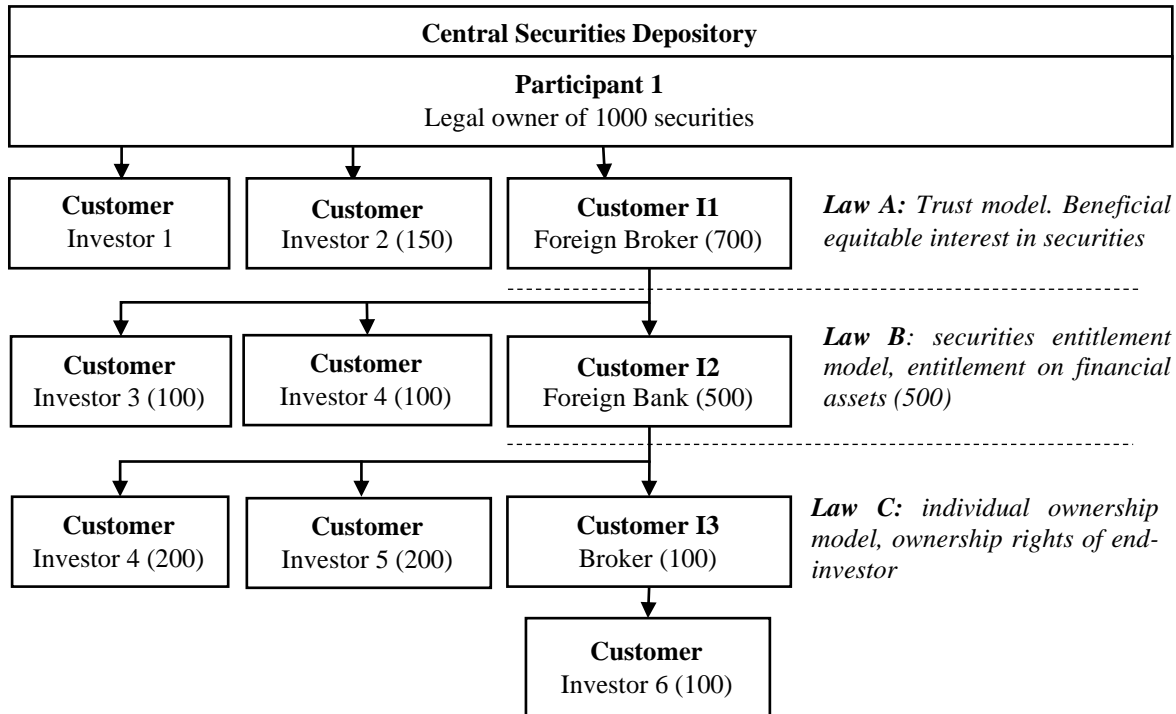 Central Securities Depository
Participant 1
Legal owner of 1000 securities
Customer
Investor 1
Customer
Investor 2 (150)
Customer I1
Foreign Broker (700)
Law A: Trust model. Beneficial
equitable interest in securities
Customer
Investor 3 (100)
Customer
Investor 4 (100)
Customer I2
Foreign Bank (500)
Law B: securities entitlement
model, entitlement on financial
assets (500)
Customer
Investor 4 (200)
Customer
Investor 5 (200)
Customer I3
Broker (100)
Law C: individual ownership
model, ownership rights of end-
investor
Customer
Investor 6 (100)